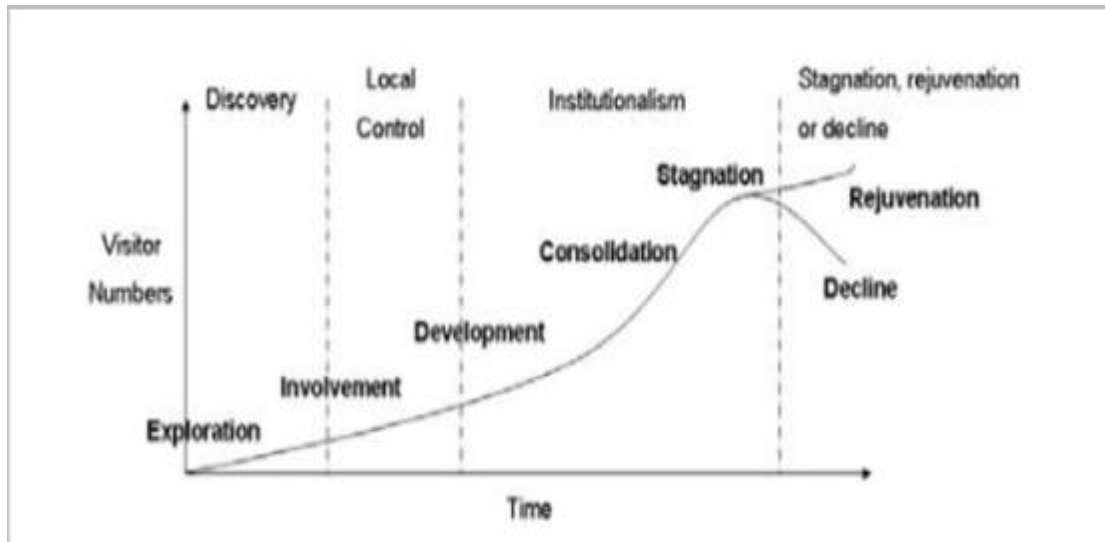 Discovery
Local
Control
Institutionalism
Stagnation, rejuvenation
or decline
Stagnation
Rejuvenation
Visitor
Numbers
Consolidation
Decline
Development
Involvement
Exploration
Time